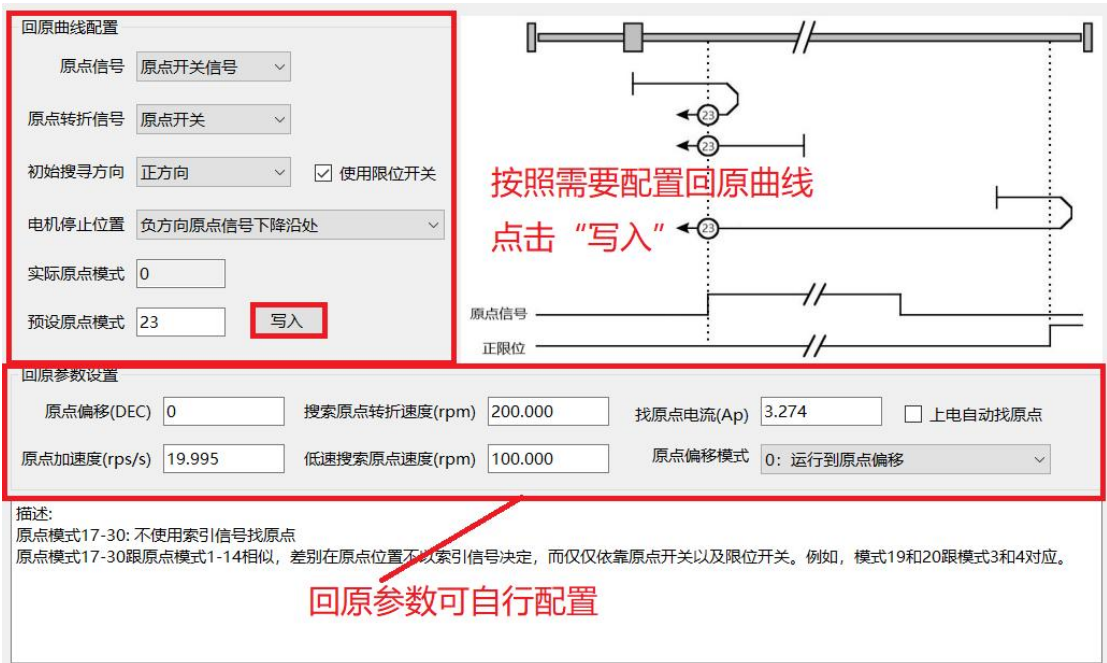 回原曲线配置
原点信号 原点开关信号
原点转折信号 原点开关
初始搜寻方向 正方向 使用限位开关
电机停止位置 负方向原点信号下降沿处
实际原点模式 0
预设原点模式 23 写入
23
23
按照需要配置回原曲线
点击“写入”
23
原点信号
正限位
回原参数设置
原点偏移(DEC) 0 搜索原点转折速度(rpm) 200.000 找原点电流(Ap) 3.274 上电自动找原点
原点加速度(rps/s) 19.995 低速搜索原点速度(rpm) 100.000 原点偏移模式 0: 运行到原点偏移
描述:
原点模式17-30: 不使用索引信号找原点
原点模式17-30跟原点模式1-14相似，差别在原点位置不以索引信号决定，而仅仅依靠原点开关以及限位开关。例如，模式19和20跟模式3和4对应。
回原参数可自行配置